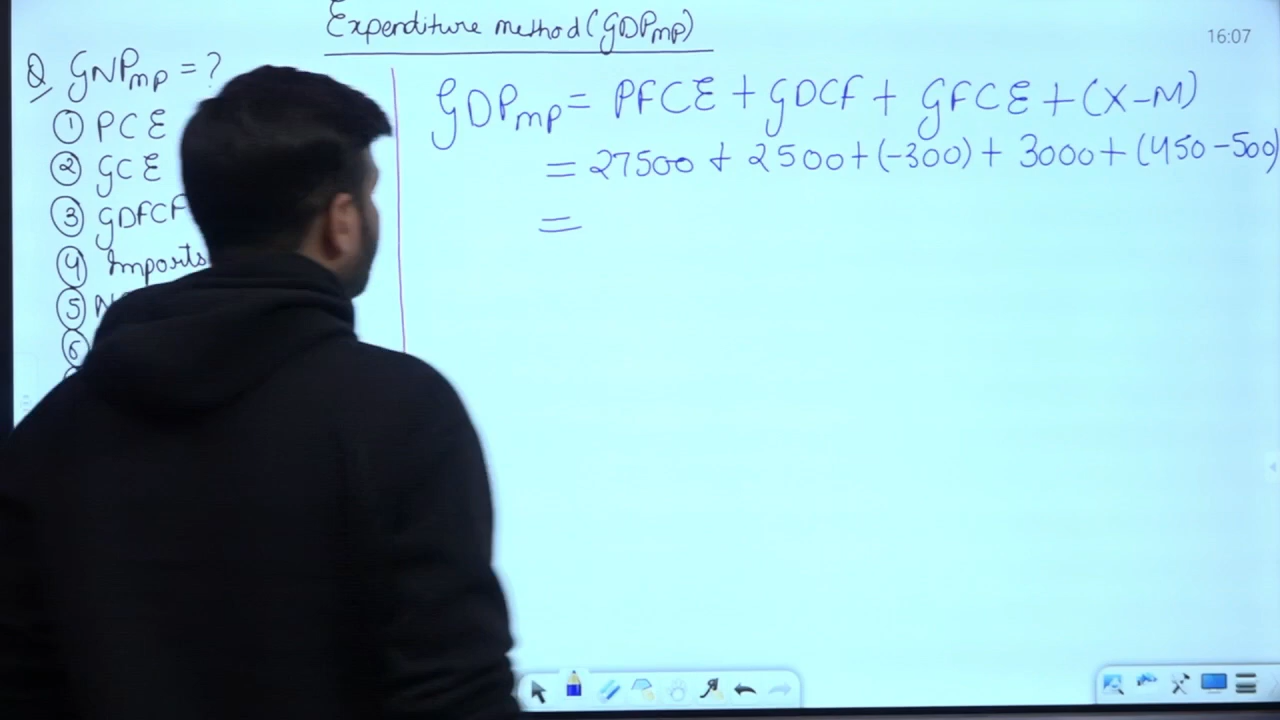 Expenditure method (GDPmp)
16:07
Q GNPmp = ?
① PCE
② GCE
③ GDFCF
④ Imports
⑤ N
⑥
GDPmp = PFCE + GDCF + GFCE + (X-M)
= 27500 + 2500 + (-300) + 3000 + (450 - 500)
=